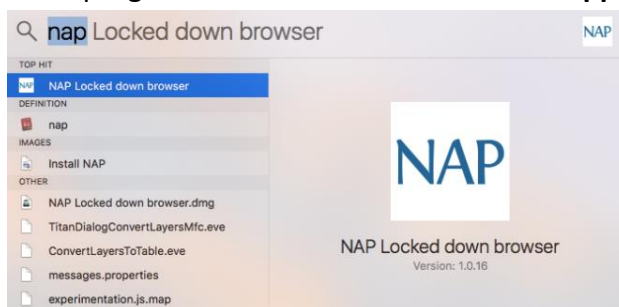 nap Locked down browser
NAP
TOP HIT
NAP
NAP Locked down browser
DEFINITION
nap
IMAGES
Install NAP
OTHER
NAP Locked down browser.dmg
TitanDialogConvertLayersMfc.eve
ConvertLayersToTable.eve
messages.properties
experimentation.js.map
NAP
NAP Locked down browser
Version: 1.0.16